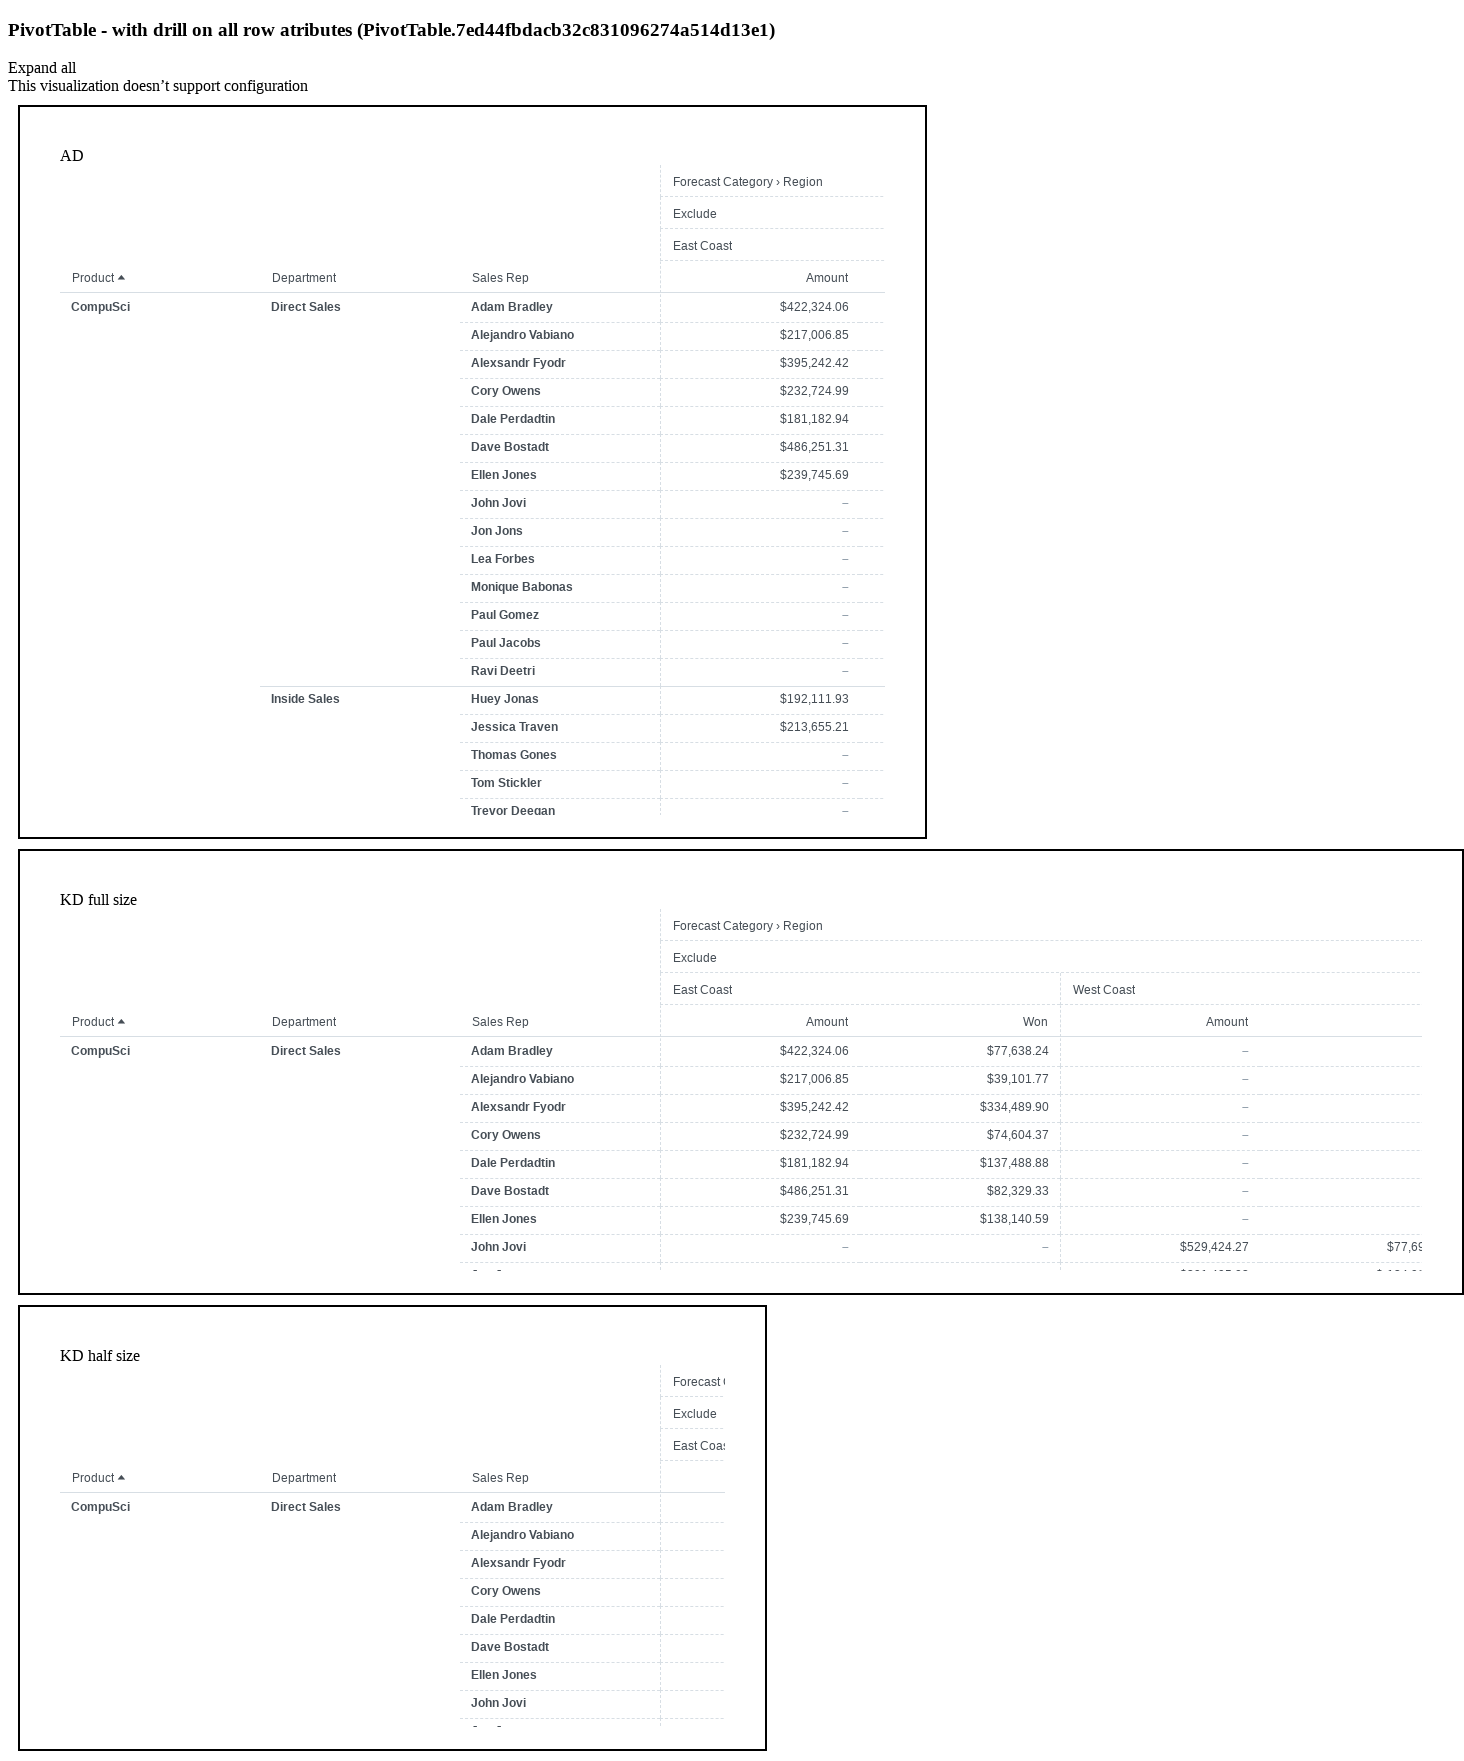 PivotTable - with drill on all row atributes (PivotTable.7ed44fbdacb32c831096274a514d13e1)
Expand all
This visualization doesn’t support configuration
AD
Forecast Category › Region
Exclude
East Coast
Product Department Sales Rep Amount
CompuSci Direct Sales Adam Bradley $422,324.06
Alejandro Vabiano $217,006.85
Alexsandr Fyodr $395,242.42
Cory Owens $232,724.99
Dale Perdadtin $181,182.94
Dave Bostadt $486,251.31
Ellen Jones $239,745.69
John Jovi –
Jon Jons –
Lea Forbes –
Monique Babonas –
Paul Gomez –
Paul Jacobs –
Ravi Deetri –
Inside Sales Huey Jonas $192,111.93
Jessica Traven $213,655.21
Thomas Gones –
Tom Stickler –
Trevor Deegan –
KD full size
Forecast Category › Region
Exclude
East Coast West Coast
Product Department Sales Rep Amount Won Amount
CompuSci Direct Sales Adam Bradley $422,324.06 $77,638.24 –
Alejandro Vabiano $217,006.85 $39,101.77 –
Alexsandr Fyodr $395,242.42 $334,489.90 –
Cory Owens $232,724.99 $74,604.37 –
Dale Perdadtin $181,182.94 $137,488.88 –
Dave Bostadt $486,251.31 $82,329.33 –
Ellen Jones $239,745.69 $138,140.59 –
John Jovi – – $529,424.27 $77,69
KD half size
Forecast
Exclude
East Coas
Product Department Sales Rep
CompuSci Direct Sales Adam Bradley
Alejandro Vabiano
Alexsandr Fyodr
Cory Owens
Dale Perdadtin
Dave Bostadt
Ellen Jones
John Jovi